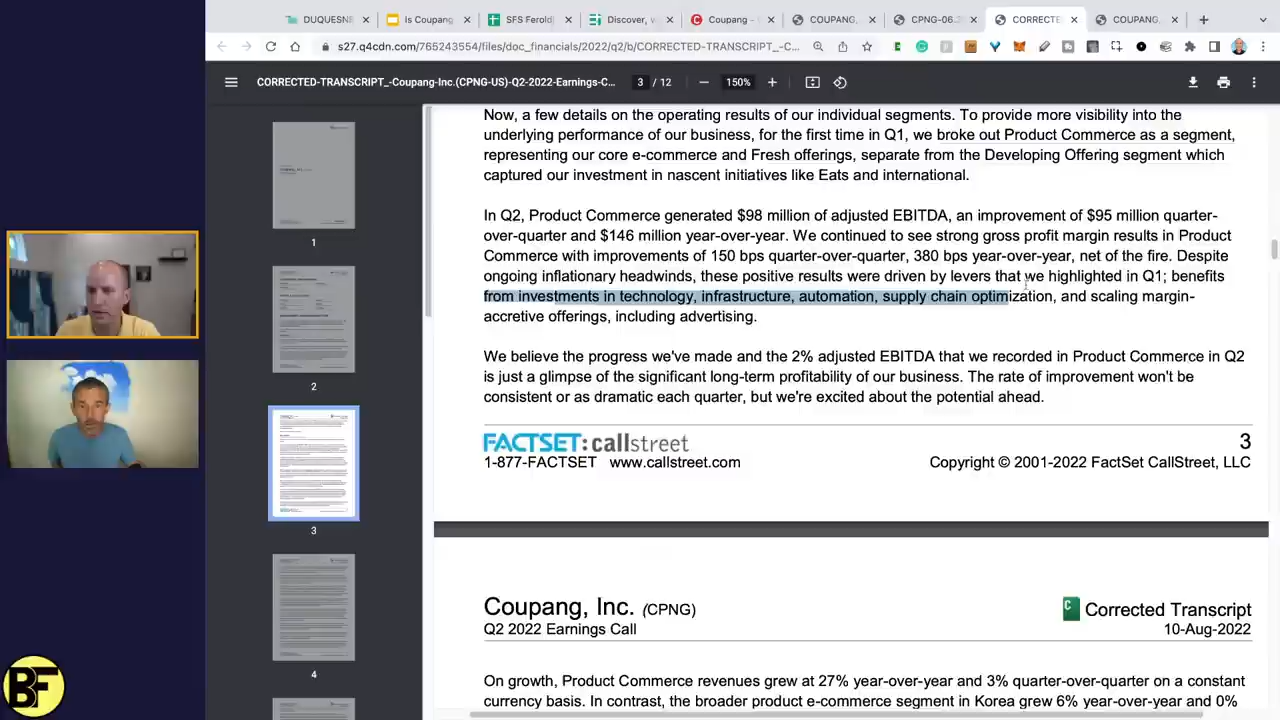 DUQUESNE
Is Coupang
SFS Ferold
Discover, w
Coupang -
COUPANG,
CPNG-06.
CORRECTE
COUPANG
s27.q4cdn.com/765243554/files/doc_financials/2022/q2/b/CORRECTED-TRANSCRIPT_-C...
CORRECTED-TRANSCRIPT_-Coupang-Inc.(CPNG-US)-Q2-2022-Earnings-C...
3 / 12
150%
Now, a few details on the operating results of our individual segments. To provide more visibility into the
underlying performance of our business, for the first time in Q1, we broke out Product Commerce as a segment,
representing our core e-commerce and Fresh offerings, separate from the Developing Offering segment which
captured our investment in nascent initiatives like Eats and international.
In Q2, Product Commerce generated $98 million of adjusted EBITDA, an improvement of $95 million quarter-
over-quarter and $146 million year-over-year. We continued to see strong gross profit margin results in Product
Commerce with improvements of 150 bps quarter-over-quarter, 380 bps year-over-year, net of the fire. Despite
ongoing inflationary headwinds, these positive results were driven by levers that we highlighted in Q1; benefits
from investments in technology, infrastructure, automation, supply chain optimization, and scaling margin-
accretive offerings, including advertising.
We believe the progress we've made and the 2% adjusted EBITDA that we recorded in Product Commerce in Q2
is just a glimpse of the significant long-term profitability of our business. The rate of improvement won't be
consistent or as dramatic each quarter, but we're excited about the potential ahead.
FACTSET:callstreet
1-877-FACTSET www.callstreet.com
3
Copyright © 2001-2022 FactSet CallStreet, LLC
Coupang, Inc. (CPNG)
Q2 2022 Earnings Call
Corrected Transcript
10-Aug-2022
On growth, Product Commerce revenues grew at 27% year-over-year and 3% quarter-over-quarter on a constant
currency basis. In contrast, the broader product e-commerce segment in Korea grew 6% year-over-year and 0%
1
2
3
4
BF